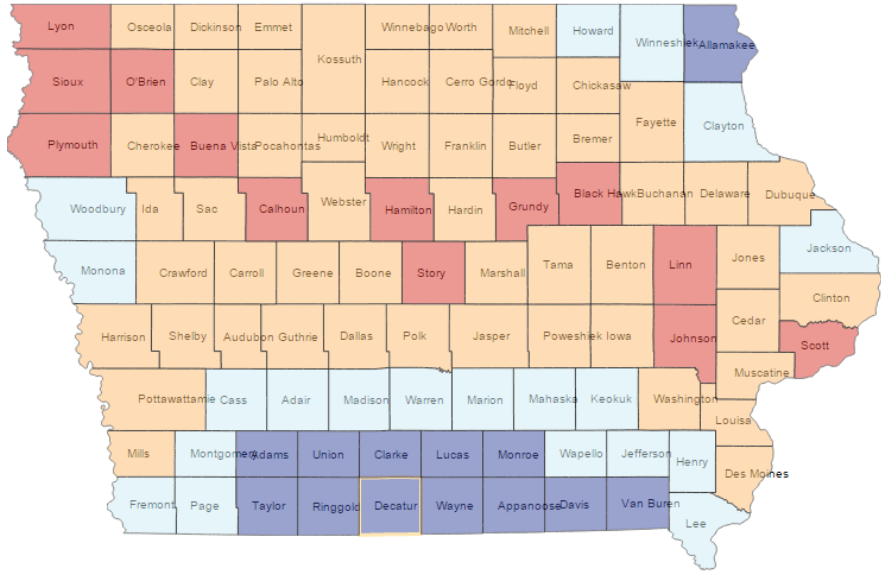 Lyon Osceola Dickinson Emmet Winnebago Worth Mitchell Howard Winneshiek Allamakee
Kossuth
Sioux O'Brien Clay Palo Alto Hancock Cerro Gordo Floyd Chickasaw
Fayette Clayton
Plymouth Cherokee Buena Vista Pocahontas Humboldt Wright Franklin Butler Bremer
Woodbury Ida Sac Calhoun Webster Hamilton Hardin Grundy Black Hawk Buchanan Delaware Dubuque
Monona Crawford Carroll Greene Boone Story Marshall Tama Benton Linn Jones Jackson
Clinton
Harrison Shelby Audubon Guthrie Dallas Polk Jasper Poweshiek Iowa Johnson Cedar Scott
Muscatine
Pottawattamie Cass Adair Madison Warren Marion Mahaska Keokuk Washington
Louisa
Mills Montgomery Adams Union Clarke Lucas Monroe Wapello Jefferson Henry
Des Moines
Fremont Page Taylor Ringgold Decatur Wayne Appanoose Davis Van Buren
Lee